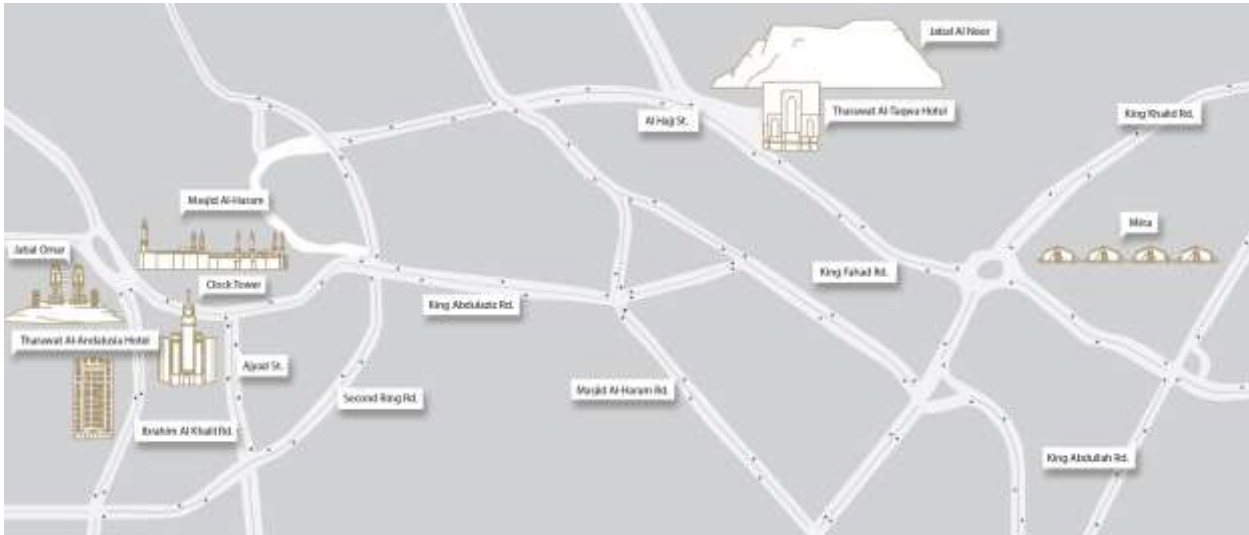 Jabal Al Noor
Al Hajj St.
Tharawat Al-Taqwa Hotel
King Khalid Rd.
Masjid Al-Haram
Mina
Jabal Omar
Clock Tower
King Fahad Rd.
King Abdulaziz Rd.
Tharawat Al-Andalusia Hotel
Ajyad St.
Masjid Al-Haram Rd.
Second Ring Rd.
Ibrahim Al Khalil Rd.
King Abdullah Rd.